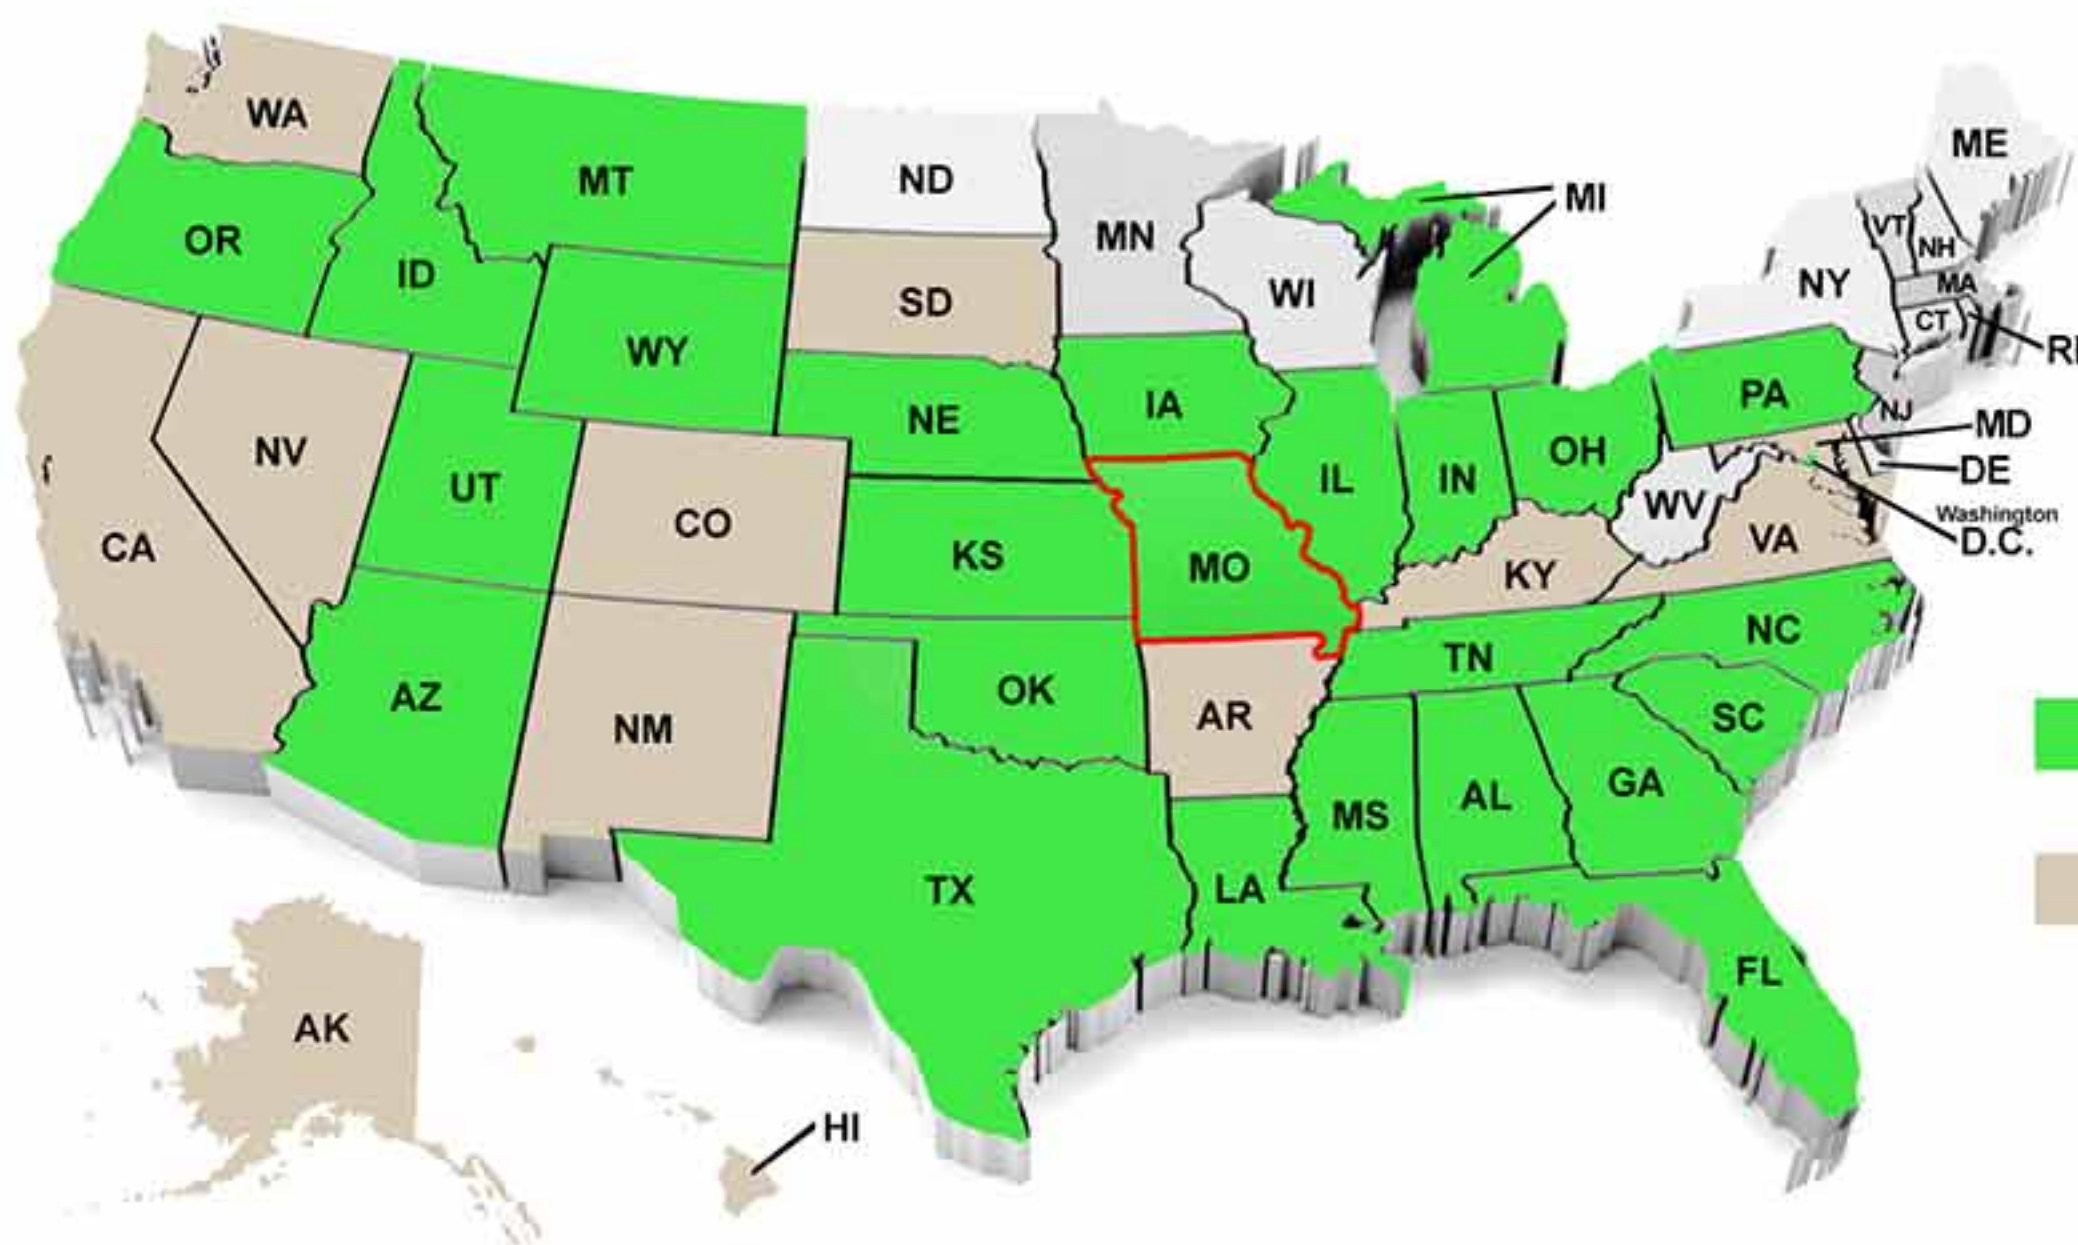 WA
MT
ND
MN
ME
OR
ID
MI
VT
NH
SD
WI
NY
MA
CT
WY
RI
NE
IA
PA
NJ
MD
NV
UT
IL
IN
OH
DE
CO
WV
Washington
D.C.
CA
KS
MO
KY
VA
AZ
NM
OK
AR
TN
NC
SC
TX
LA
MS
AL
GA
FL
AK
HI